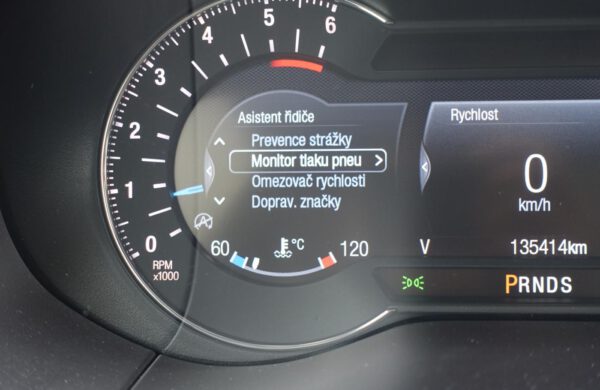 6
5
4
3
2
1
0
RPM
x1000
Asistent řidiče
Prevence strážky
Monitor tlaku pneu
Omezovač rychlosti
Doprav. značky
60 °C 120
Rychlost
0
km/h
V 135414km
PRNDS